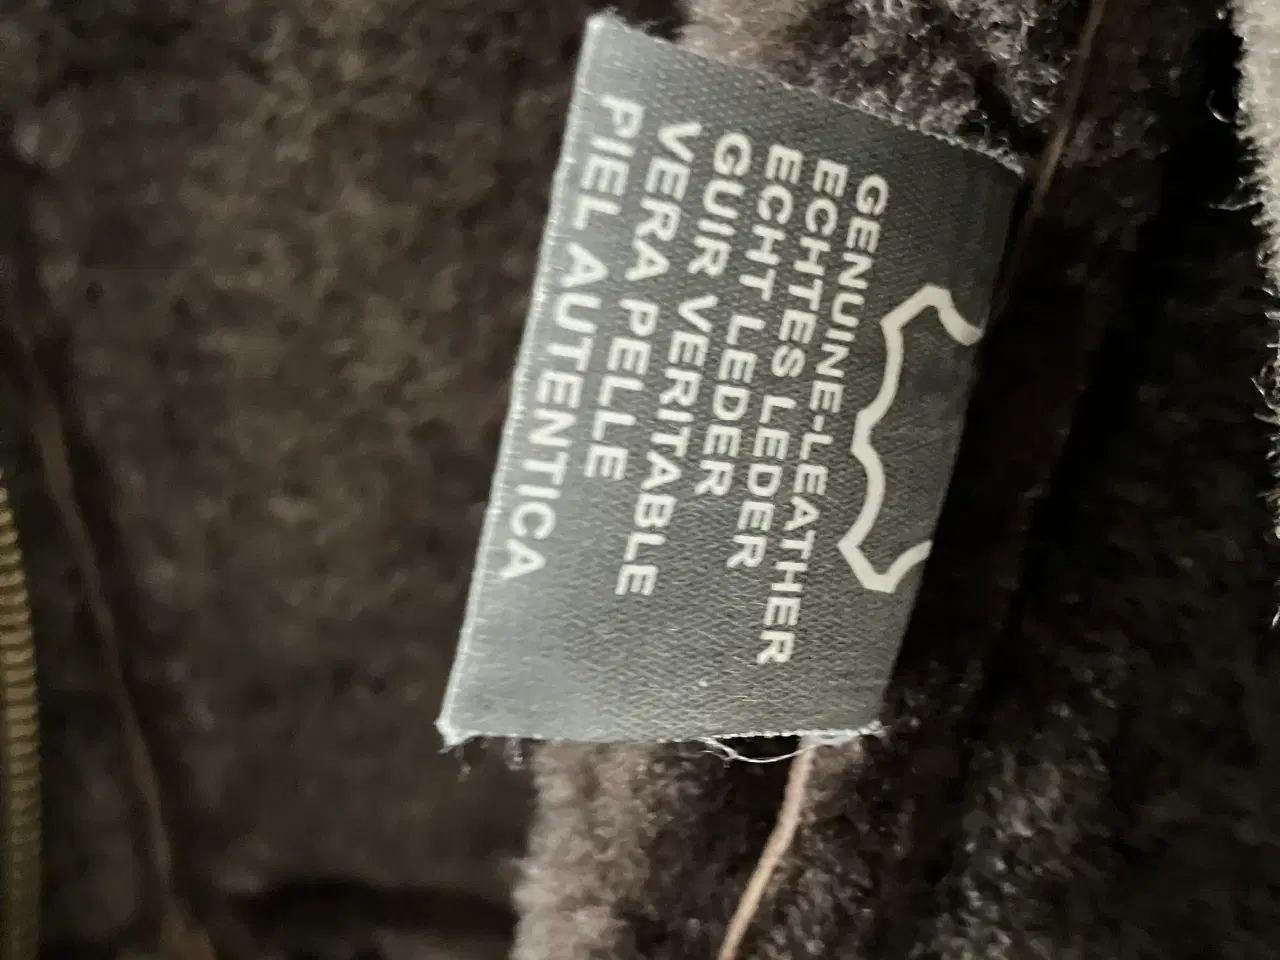 GENUINE-LEATHER
ECHTES LEDER
ECHT LEDER
GUIR VERITABLE
VERA PELLE
PIEL AUTENTICA